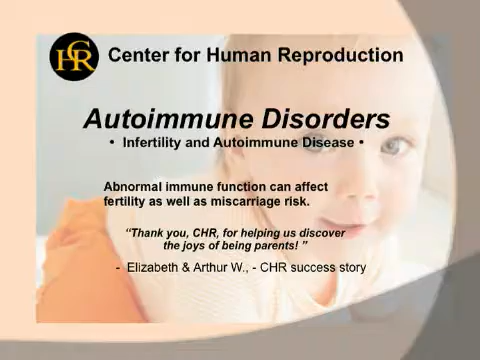 CHR
Center for Human Reproduction
Autoimmune Disorders
• Infertility and Autoimmune Disease •
Abnormal immune function can affect
fertility as well as miscarriage risk.
“Thank you, CHR, for helping us discover
the joys of being parents! ”
- Elizabeth & Arthur W., - CHR success story